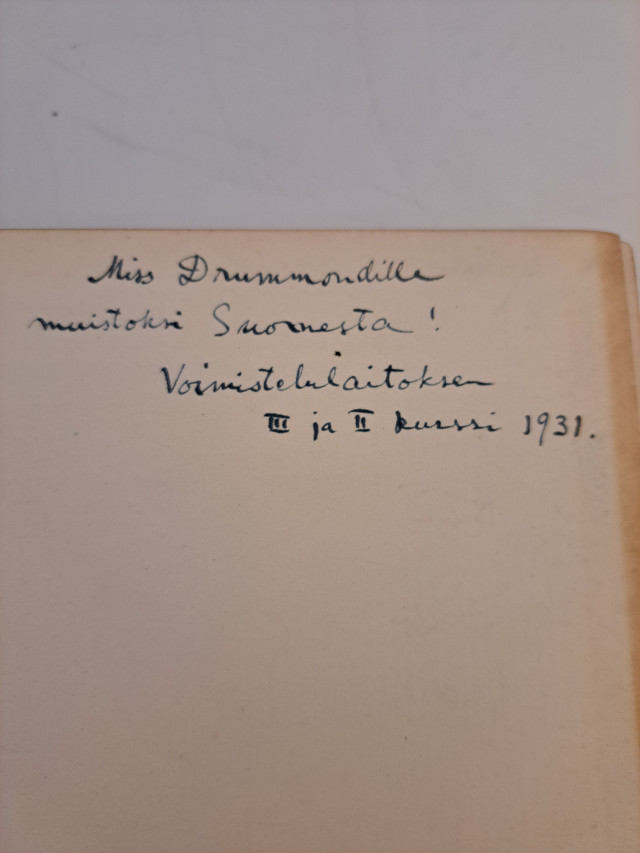 Miss Drummondille
muistoksi Suomesta!
Voimistelulaitoksen
III ja II kurssi 1931.